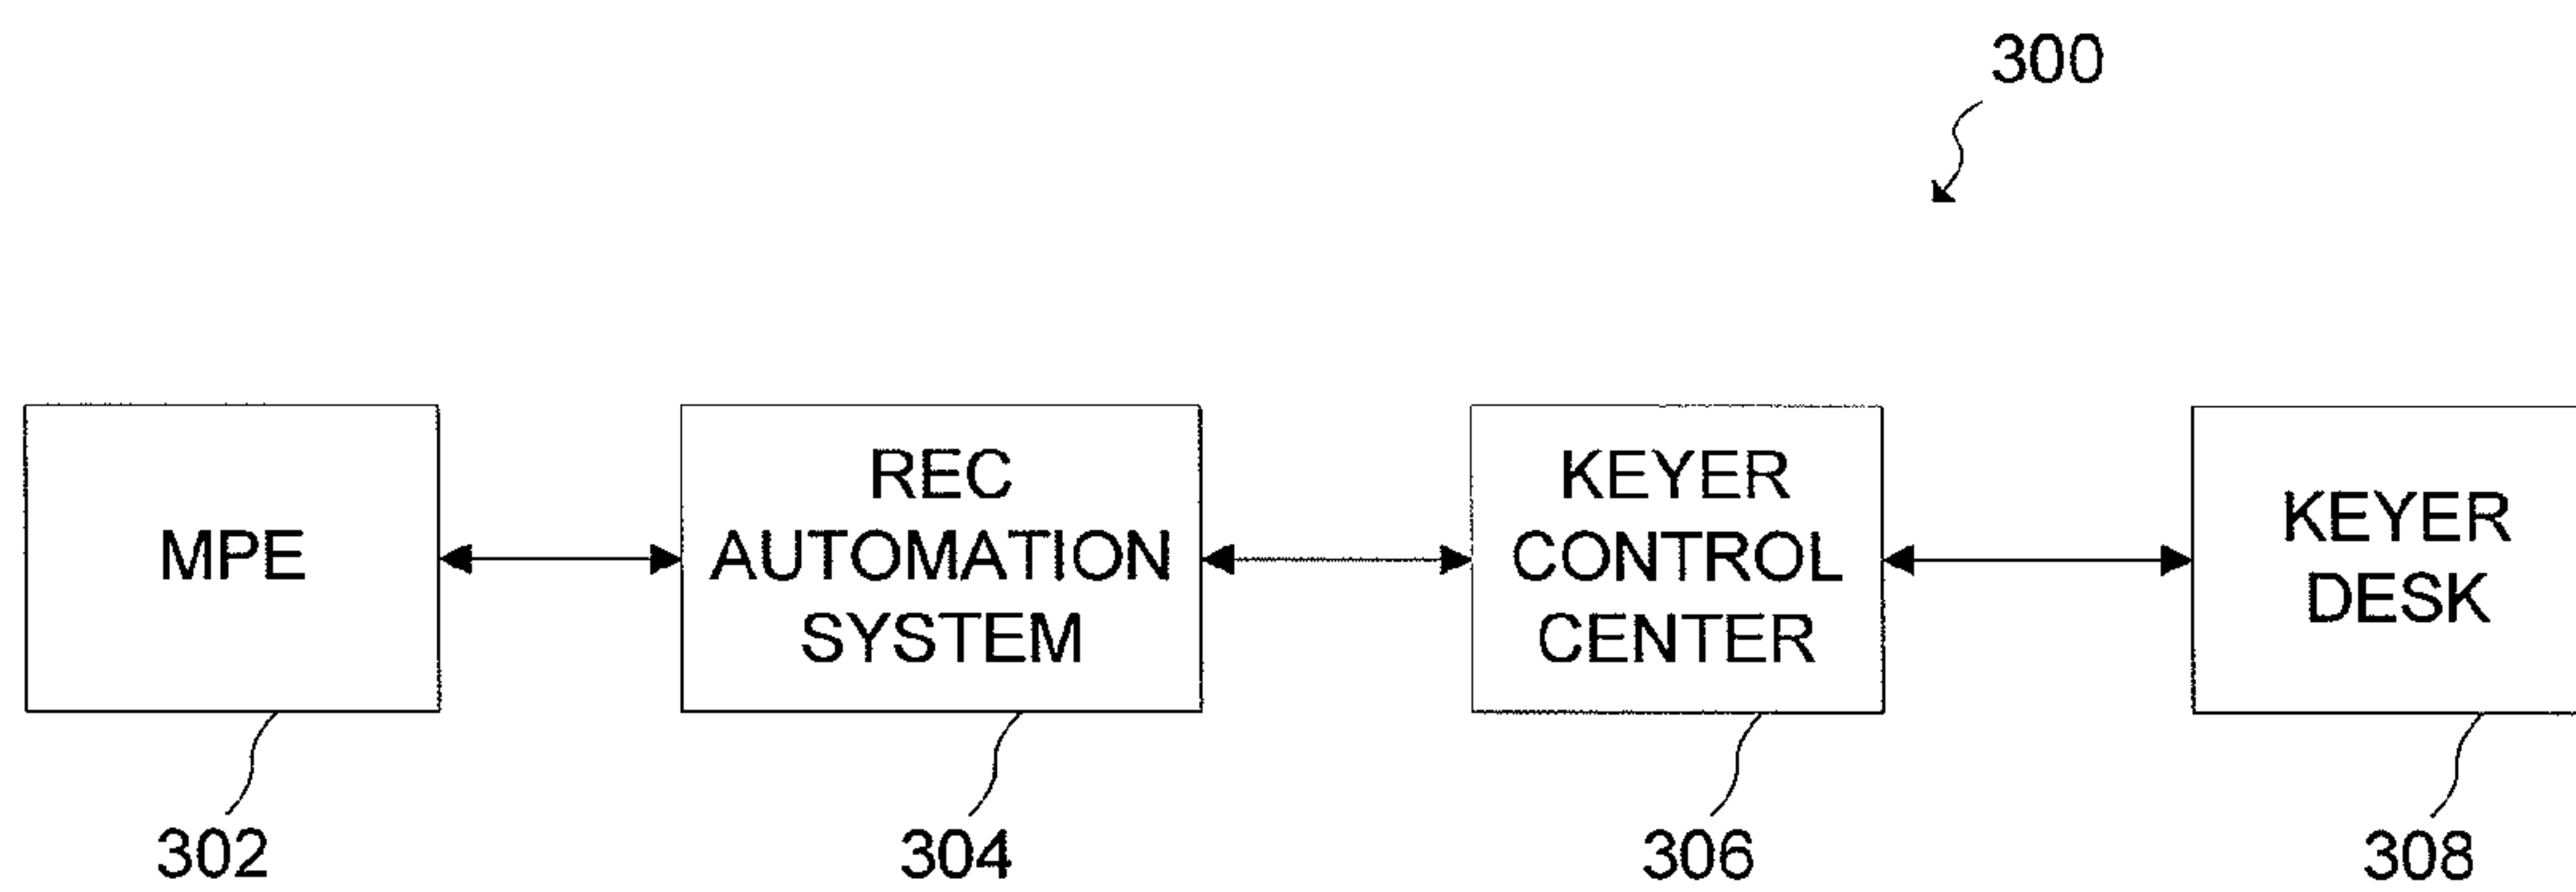 300
MPE
REC
AUTOMATION
SYSTEM
KEYER
CONTROL
CENTER
KEYER
DESK
302
304
306
308